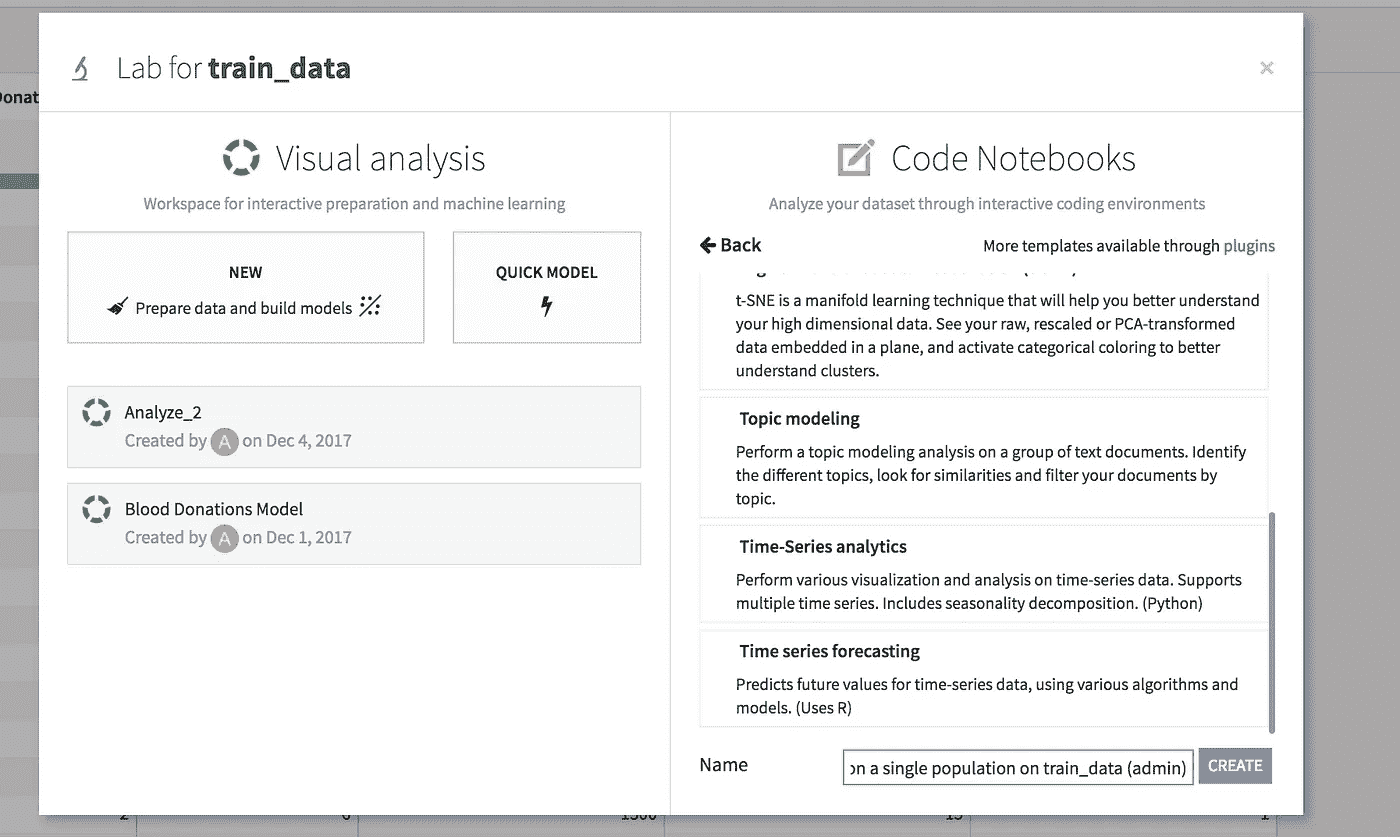 Lab for train_data
×
Donat
Visual analysis
Workspace for interactive preparation and machine learning
NEW
Prepare data and build models
QUICK MODEL
Analyze_2
Created by A on Dec 4, 2017
Blood Donations Model
Created by A on Dec 1, 2017
Code Notebooks
Analyze your dataset through interactive coding environments
Back
More templates available through plugins
t-SNE is a manifold learning technique that will help you better understand
your high dimensional data. See your raw, rescaled or PCA-transformed
data embedded in a plane, and activate categorical coloring to better
understand clusters.
Topic modeling
Perform a topic modeling analysis on a group of text documents. Identify
the different topics, look for similarities and filter your documents by
topic.
Time-Series analytics
Perform various visualization and analysis on time-series data. Supports
multiple time series. Includes seasonality decomposition. (Python)
Time series forecasting
Predicts future values for time-series data, using various algorithms and
models. (Uses R)
Name
on a single population on train_data (admin)
CREATE